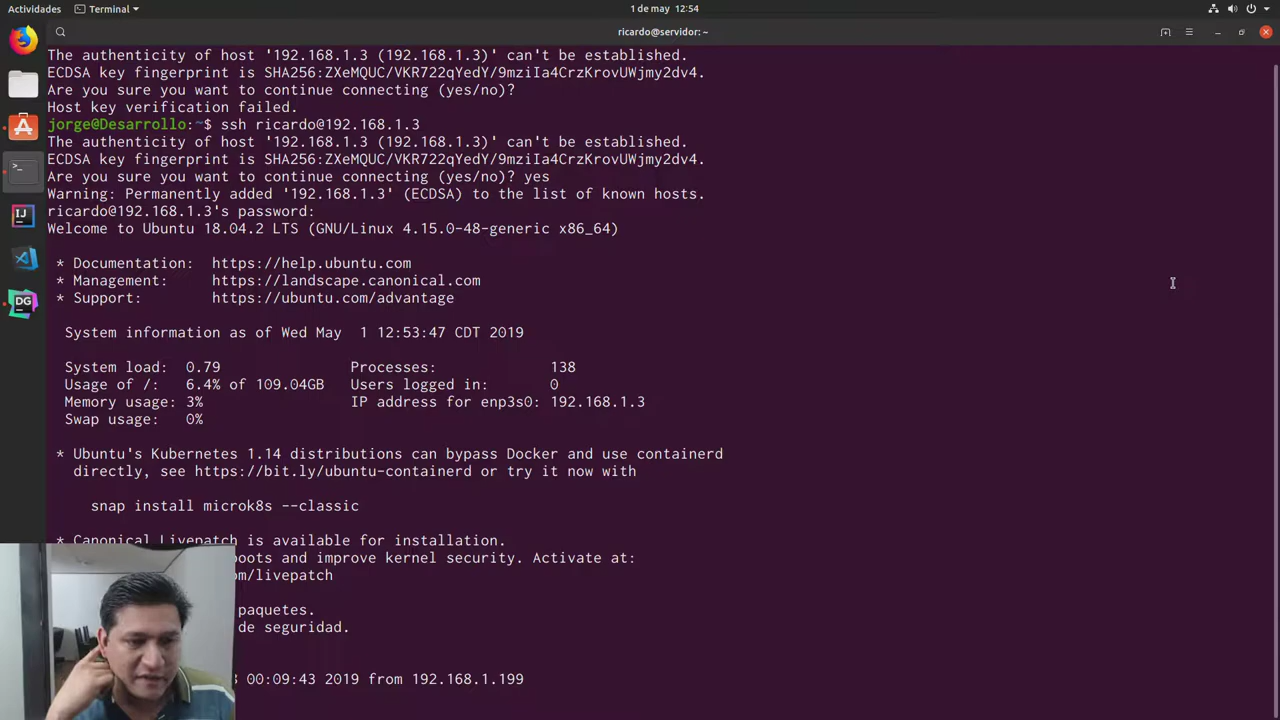 Actividades
Terminal
1 de may 12:54
ricardo@servidor: ~
The authenticity of host '192.168.1.3 (192.168.1.3)' can't be established.
ECDSA key fingerprint is SHA256:ZXeMQUC/VKR722qYedY/9mziIa4CrzKrovUWjmy2dv4.
Are you sure you want to continue connecting (yes/no)?
Host key verification failed.
jorge@Desarrollo:~$ ssh ricardo@192.168.1.3
The authenticity of host '192.168.1.3 (192.168.1.3)' can't be established.
ECDSA key fingerprint is SHA256:ZXeMQUC/VKR722qYedY/9mziIa4CrzKrovUWjmy2dv4.
Are you sure you want to continue connecting (yes/no)? yes
Warning: Permanently added '192.168.1.3' (ECDSA) to the list of known hosts.
ricardo@192.168.1.3's password:
Welcome to Ubuntu 18.04.2 LTS (GNU/Linux 4.15.0-48-generic x86_64)
* Documentation: https://help.ubuntu.com
* Management: https://landscape.canonical.com
* Support: https://ubuntu.com/advantage
System information as of Wed May 1 12:53:47 CDT 2019
System load: 0.79 Processes: 138
Usage of /: 6.4% of 109.04GB Users logged in: 0
Memory usage: 3% IP address for enp3s0: 192.168.1.3
Swap usage: 0%
* Ubuntu's Kubernetes 1.14 distributions can bypass Docker and use containerd
directly, see https://bit.ly/ubuntu-containerd or try it now with
snap install microk8s --classic
* Canonical Livepatch is available for installation.
boots and improve kernel security. Activate at:
om/livepatch
paquetes.
de seguridad.
00:09:43 2019 from 192.168.1.199